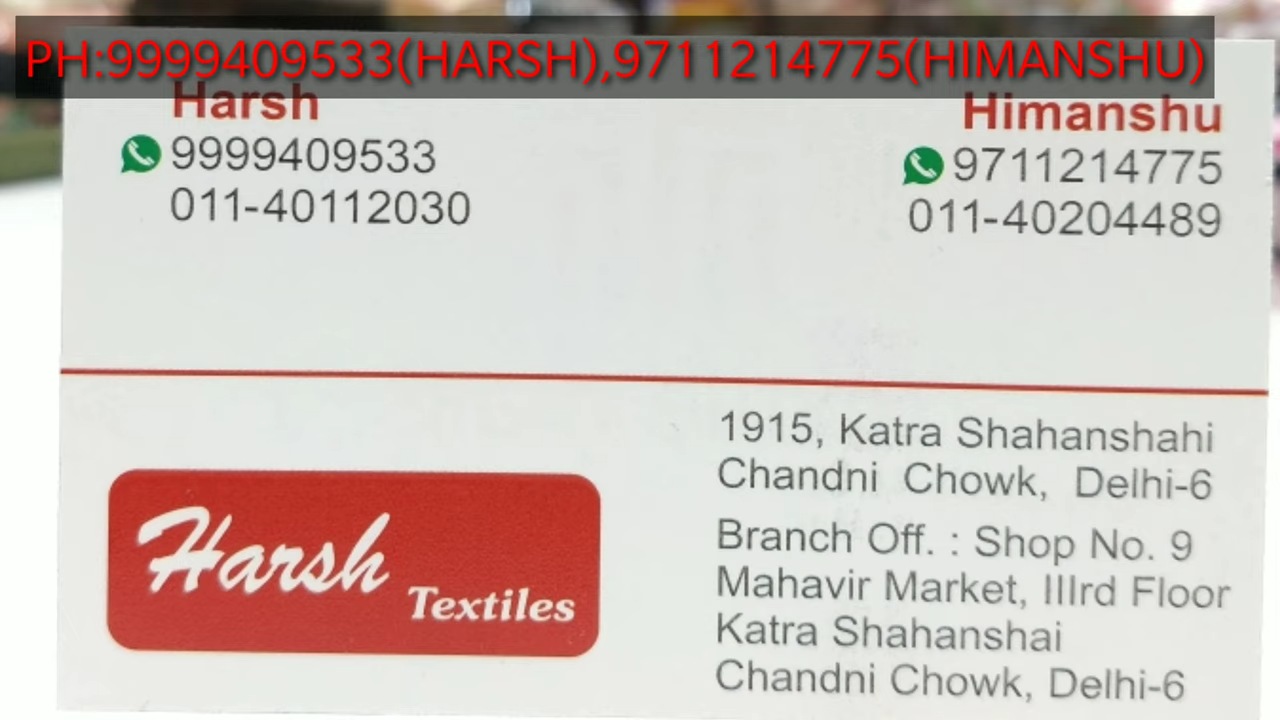 PH:9999409533(HARSH),9711214775(HIMANSHU)
Harsh
9999409533
011-40112030
Himanshu
9711214775
011-40204489
Harsh
Textiles
1915, Katra Shahanshahi
Chandni Chowk, Delhi-6
Branch Off. : Shop No. 9
Mahavir Market, IIIrd Floor
Katra Shahanshai
Chandni Chowk, Delhi-6